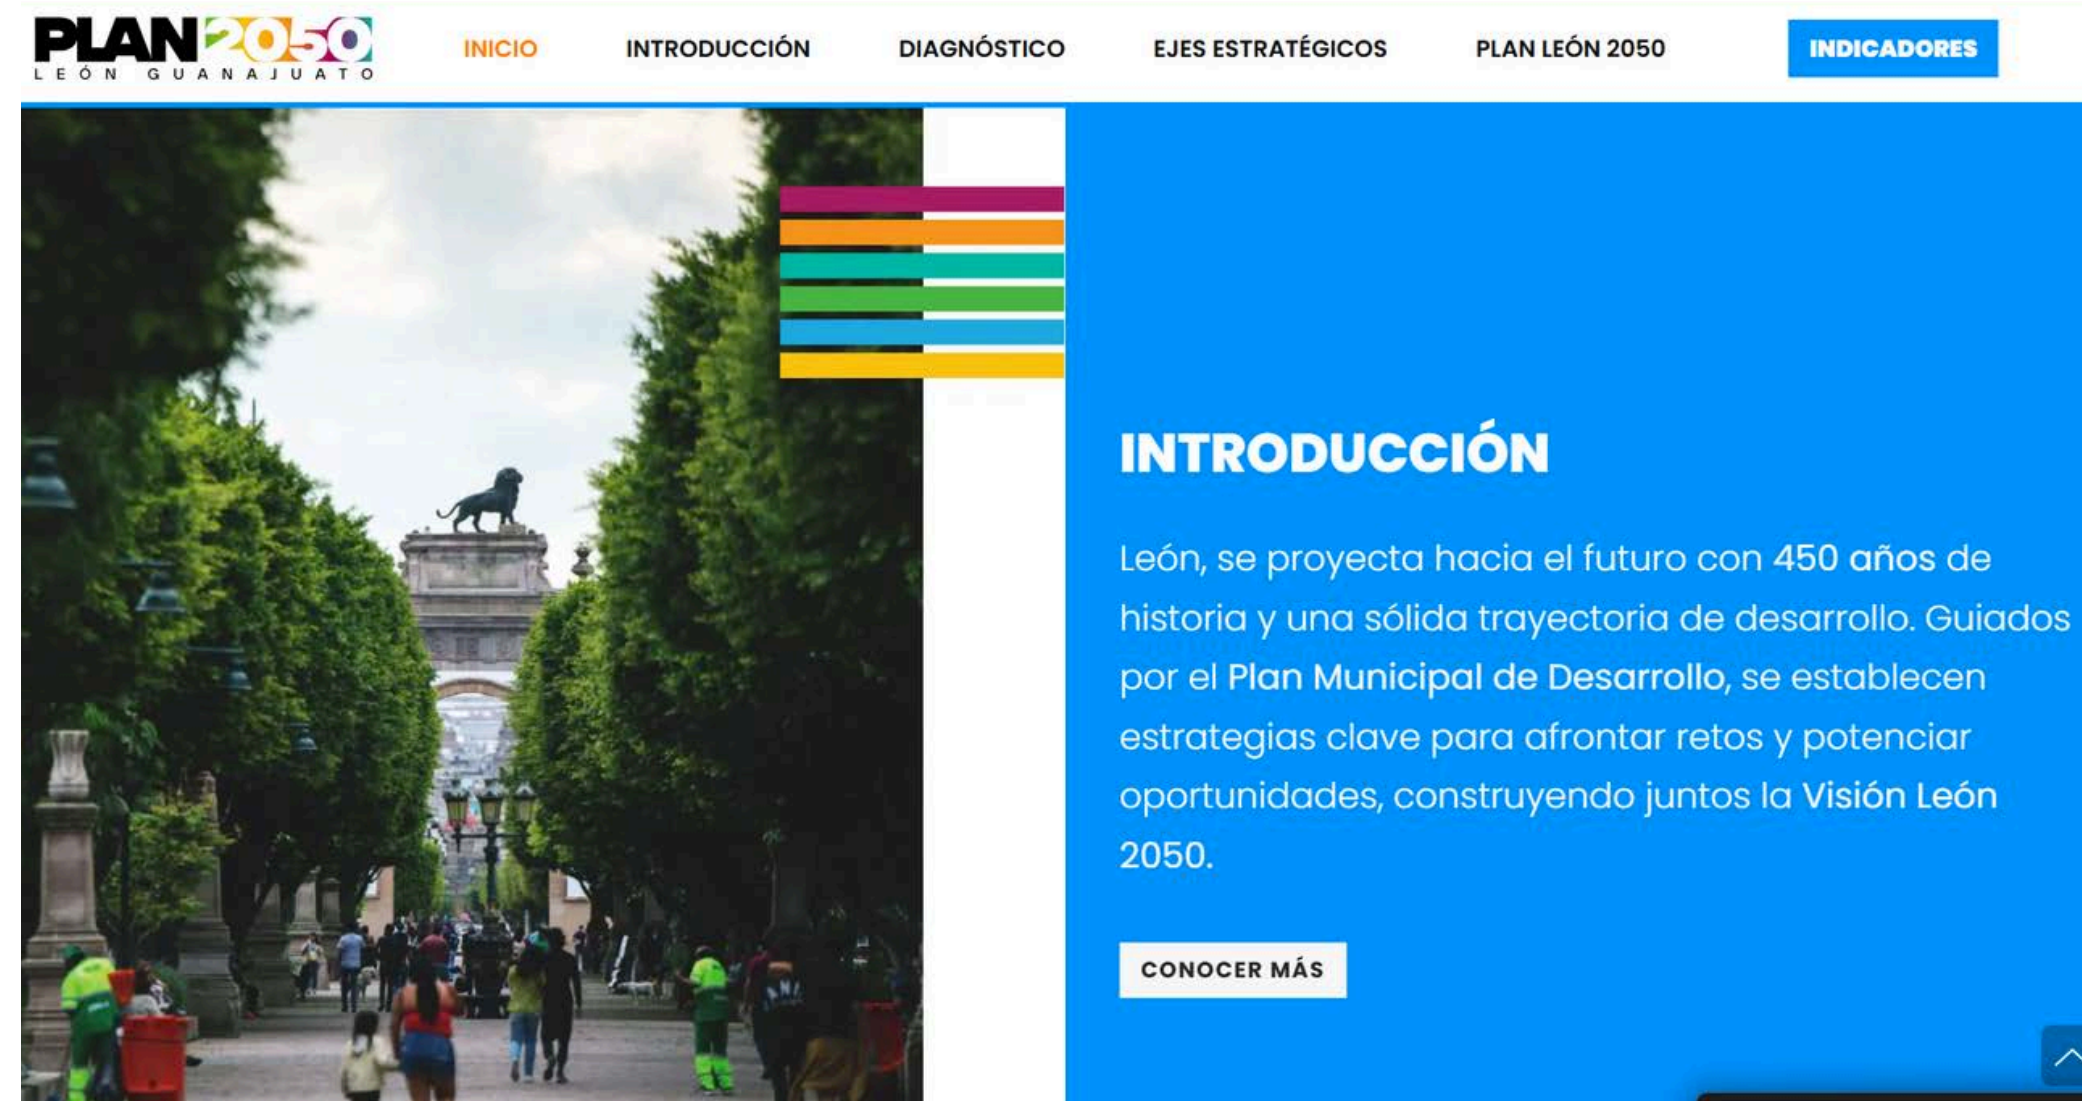 PLAN2050
LEÓN GUANAJUATO
INICIO
INTRODUCCIÓN
DIAGNÓSTICO
EJES ESTRATÉGICOS
PLAN LEÓN 2050
INDICADORES
INTRODUCCIÓN
León, se proyecta hacia el futuro con 450 años de
historia y una sólida trayectoria de desarrollo. Guiados
por el Plan Municipal de Desarrollo, se establecen
estrategias clave para afrontar retos y potenciar
oportunidades, construyendo juntos la Visión León
2050.
CONOCER MÁS